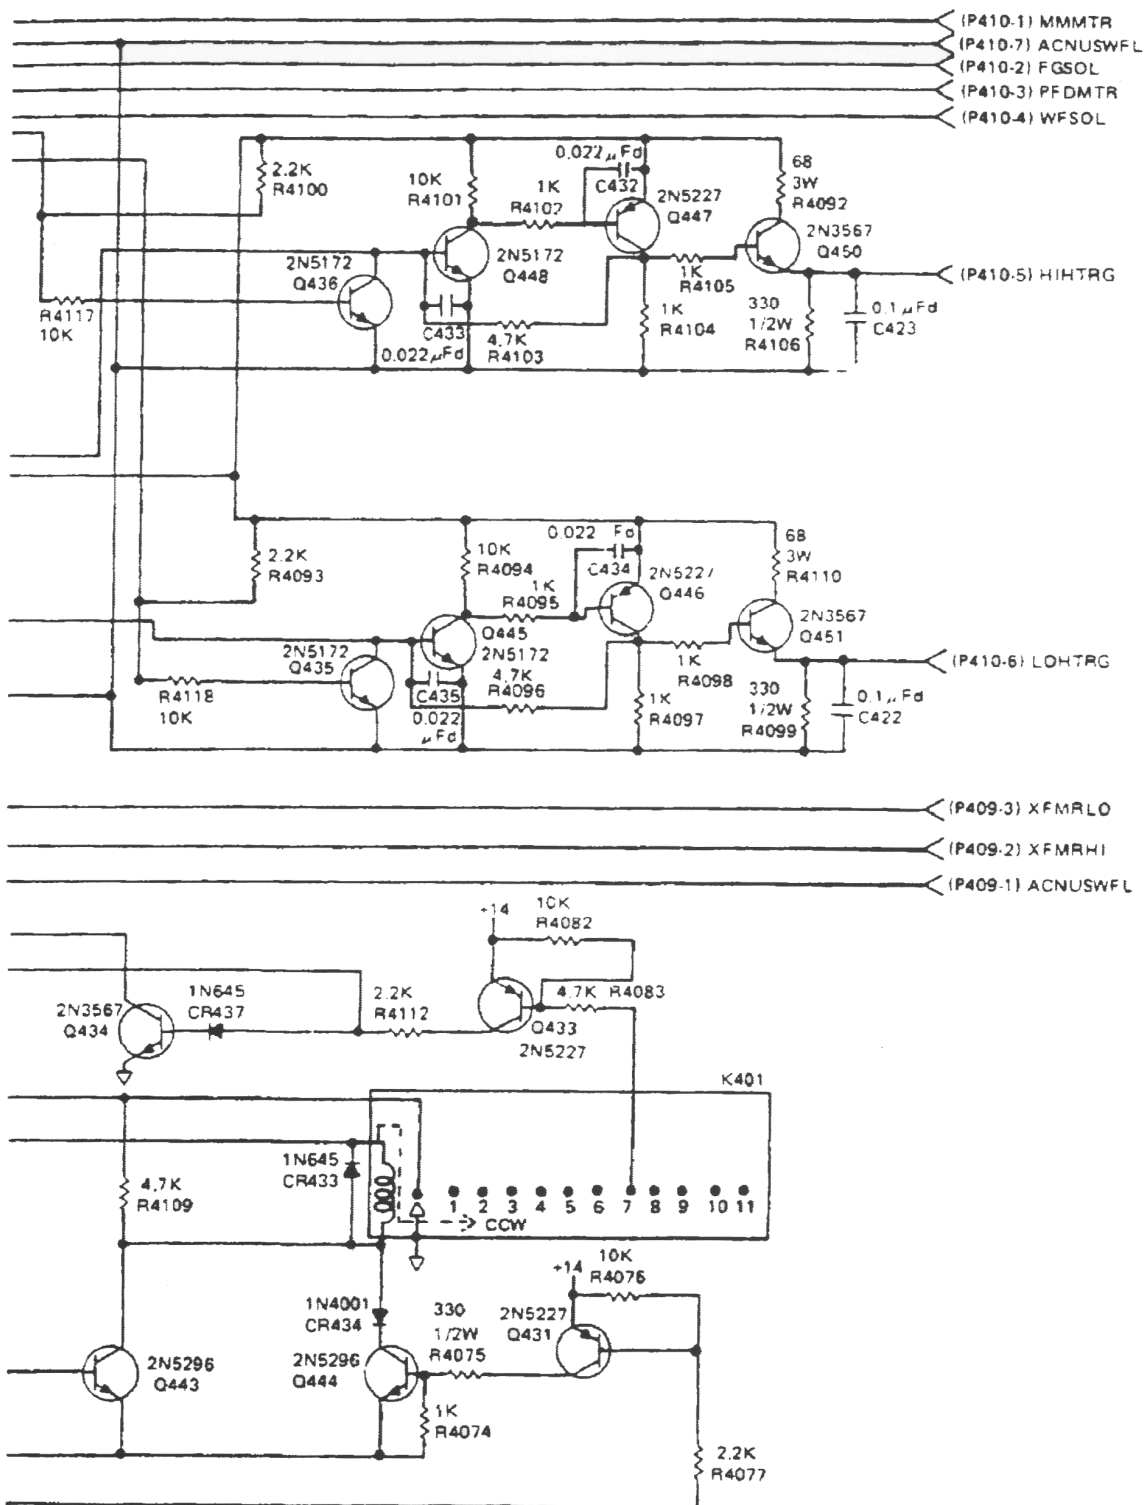 (P410-1) MMMTR
(P410-7) ACNUSWFL
(P410-2) FGSOL
(P410-3) PFDMTR
(P410-4) WFSOL
2.2K
R4100
10K
R4101
1K
R4102
0.022μFd
C432
2N5227
Q447
68
3W
R4092
2N3567
Q450
2N5172
Q436
2N5172
Q448
R4117
10K
C433
0.022μFd
4.7K
R4103
1K
R4105
1K
R4104
330
1/2W
R4106
0.1μFd
C423
(P410-5) HIHTRG
2.2K
R4093
10K
R4094
1K
R4095
0.022 Fd
C434
2N5227
Q446
68
3W
R4110
2N3567
Q451
2N5172
Q435
Q445
2N5172
4.7K
R4096
R4118
10K
C435
0.022
μFd
1K
R4098
1K
R4097
330
1/2W
R4099
0.1μFd
C422
(P410-6) LOHTRG
(P409-3) XFMRLO
(P409-2) XFMRHI
(P409-1) ACNUSWFL
+14
10K
R4082
2N3567
Q434
1N645
CR437
2.2K
R4112
4.7K R4083
Q433
2N5227
K401
4.7K
R4109
1N645
CR433
1 2 3 4 5 6 7 8 9 10 11
CCW
+14
10K
R4076
1N4001
CR434
330
1/2W
R4075
2N5227
Q431
2N5296
Q443
2N5296
Q444
1K
R4074
2.2K
R4077